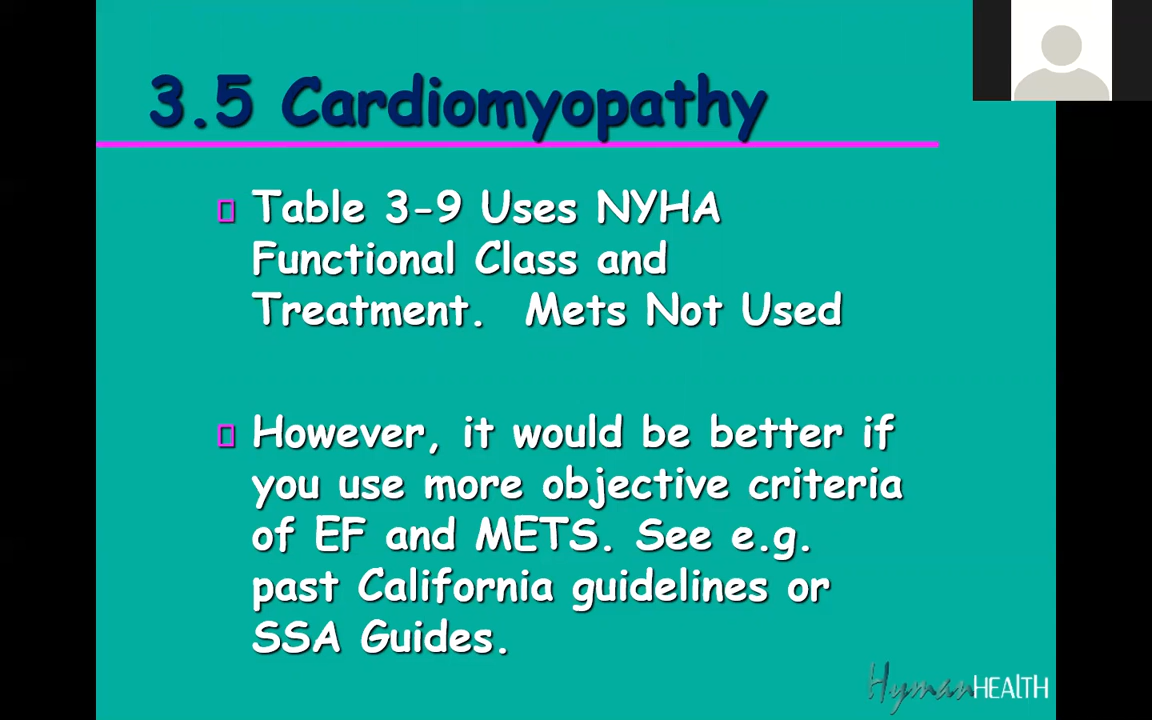 3.5 Cardiomyopathy
Table 3-9 Uses NYHA
Functional Class and
Treatment.  Mets Not Used
However, it would be better if
you use more objective criteria
of EF and METS. See e.g.
past California guidelines or
SSA Guides.
HymanHEALTH